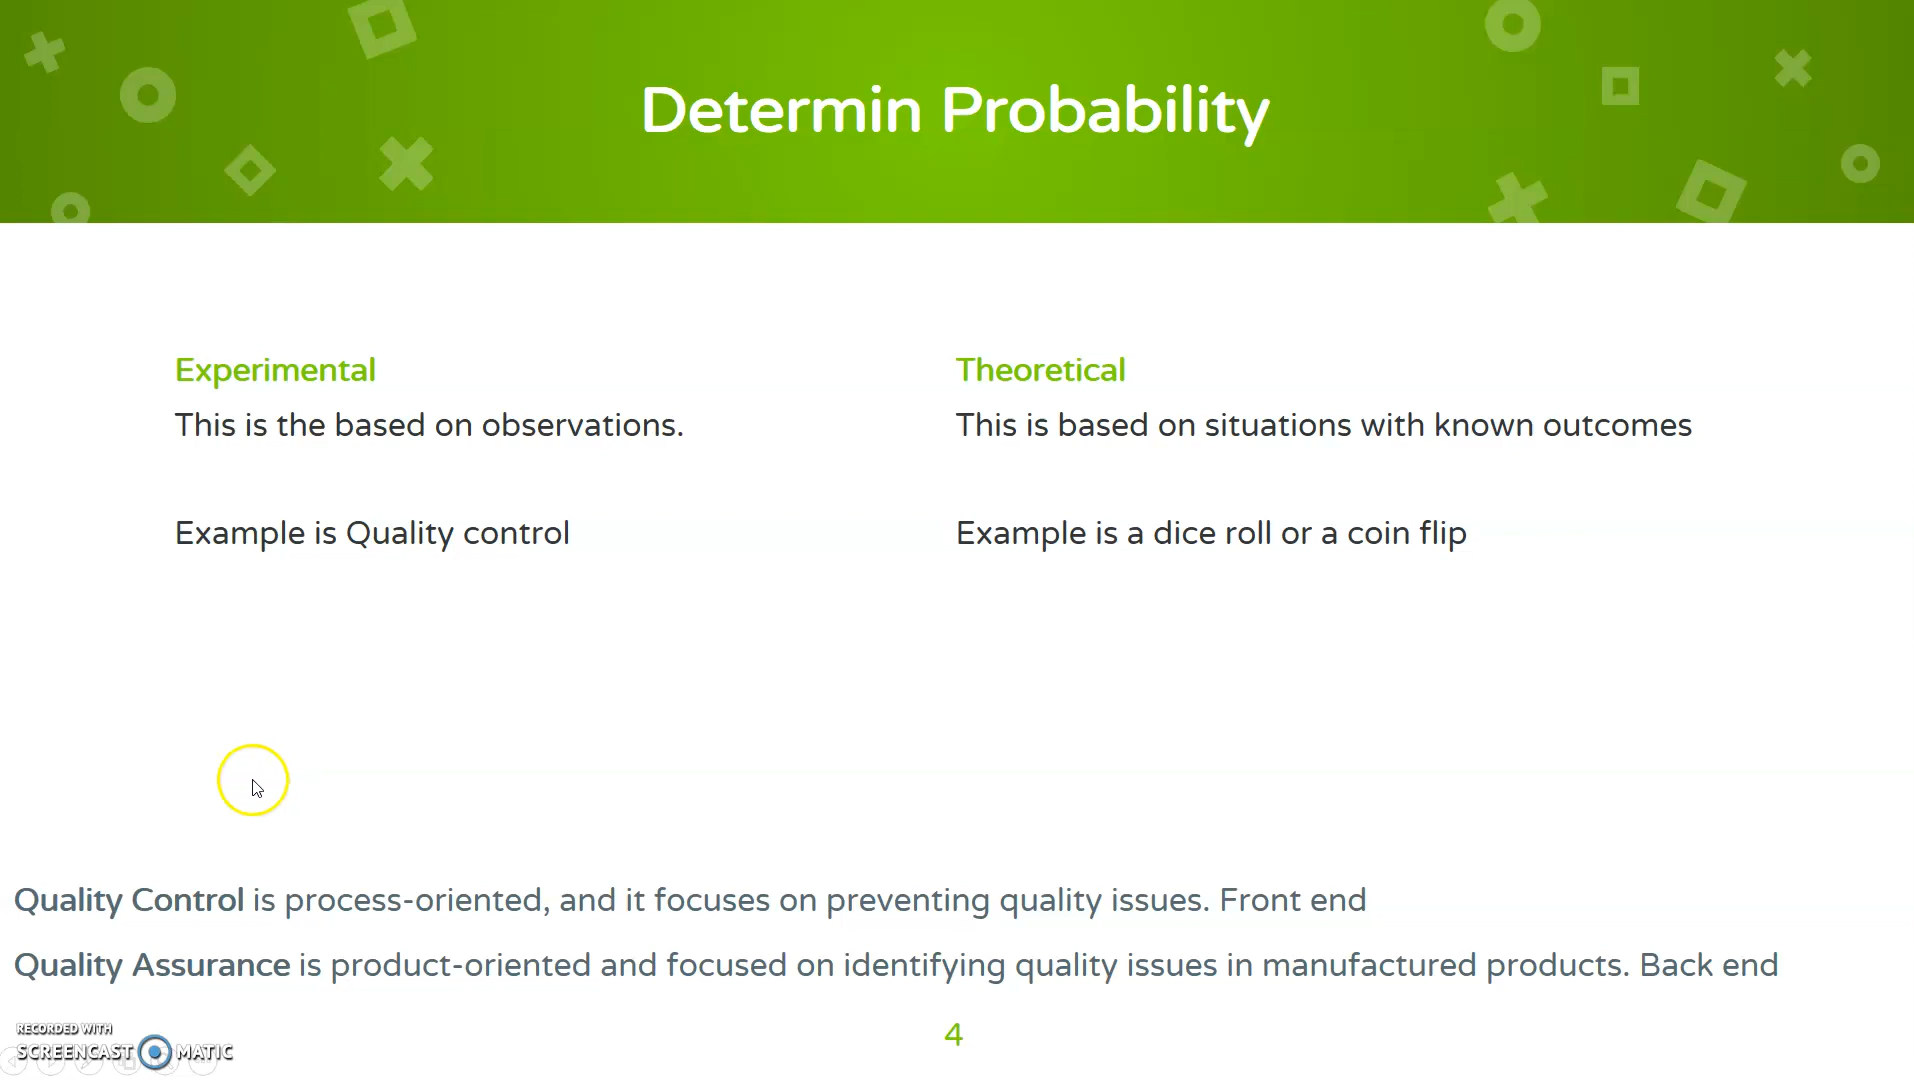 Determin Probability
Experimental
This is the based on observations.
Example is Quality control
Theoretical
This is based on situations with known outcomes
Example is a dice roll or a coin flip
Quality Control is process-oriented, and it focuses on preventing quality issues. Front end
Quality Assurance is product-oriented and focused on identifying quality issues in manufactured products. Back end
4
RECORDED WITH
SCREENCAST MATIC